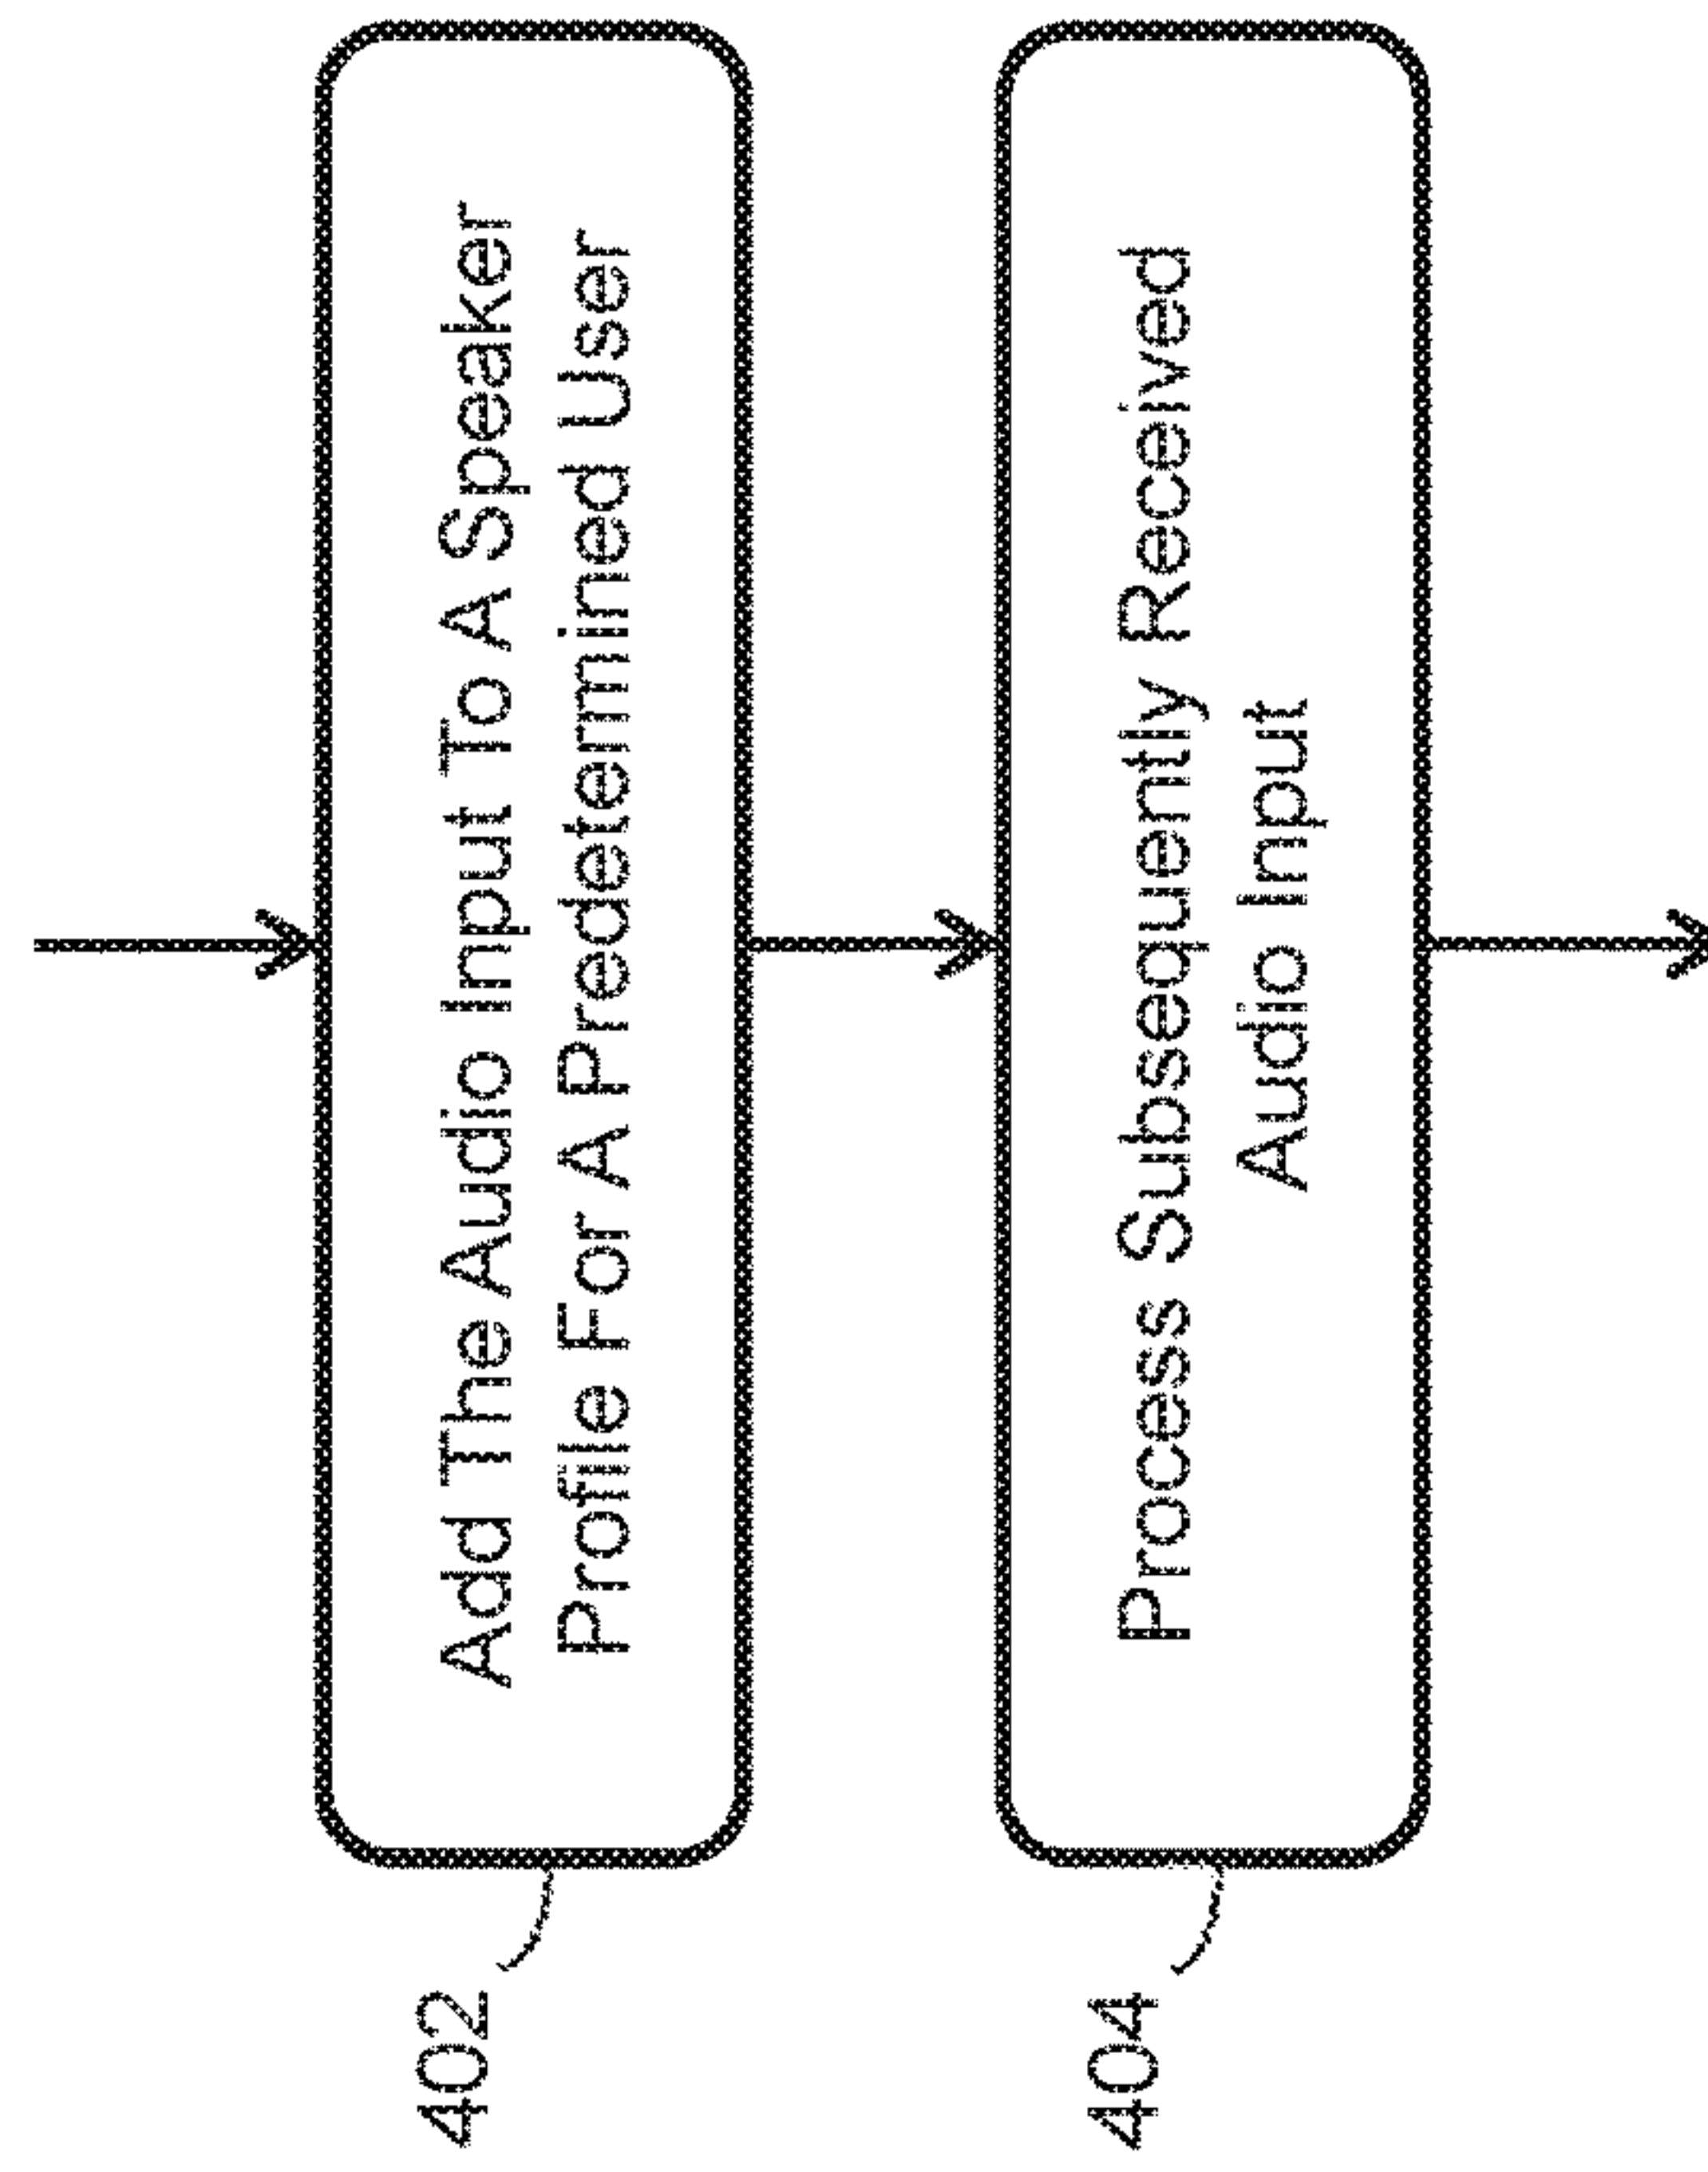 402
Add The Audio Input To A Speaker
Profile For A Predetermined User
404
Process Subsequently Received
Audio Input